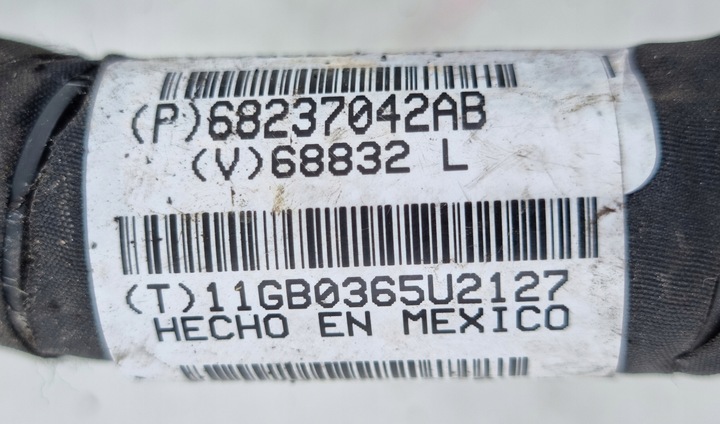 (P)68237042AB
(V)68832 L
(T)11GB0365U2127
HECHO EN MEXICO